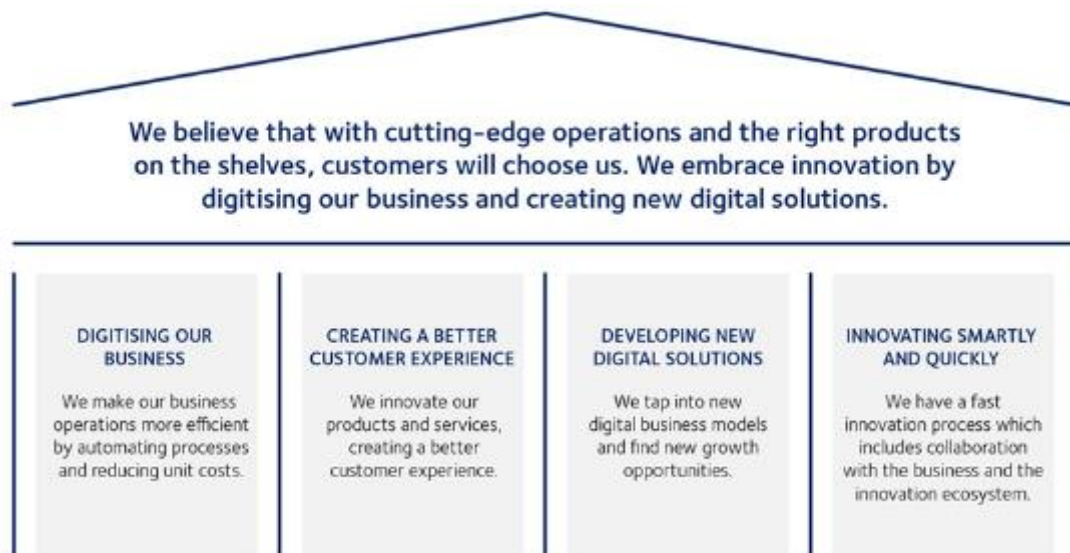 We believe that with cutting-edge operations and the right products
on the shelves, customers will choose us. We embrace innovation by
digitising our business and creating new digital solutions.
DIGITISING OUR
BUSINESS
We make our business
operations more efficient
by automating processes
and reducing unit costs.
CREATING A BETTER
CUSTOMER EXPERIENCE
We innovate our
products and services,
creating a better
customer experience.
DEVELOPING NEW
DIGITAL SOLUTIONS
We tap into new
digital business models
and find new growth
opportunities.
INNOVATING SMARTLY
AND QUICKLY
We have a fast
innovation process which
includes collaboration
with the business and the
innovation ecosystem.